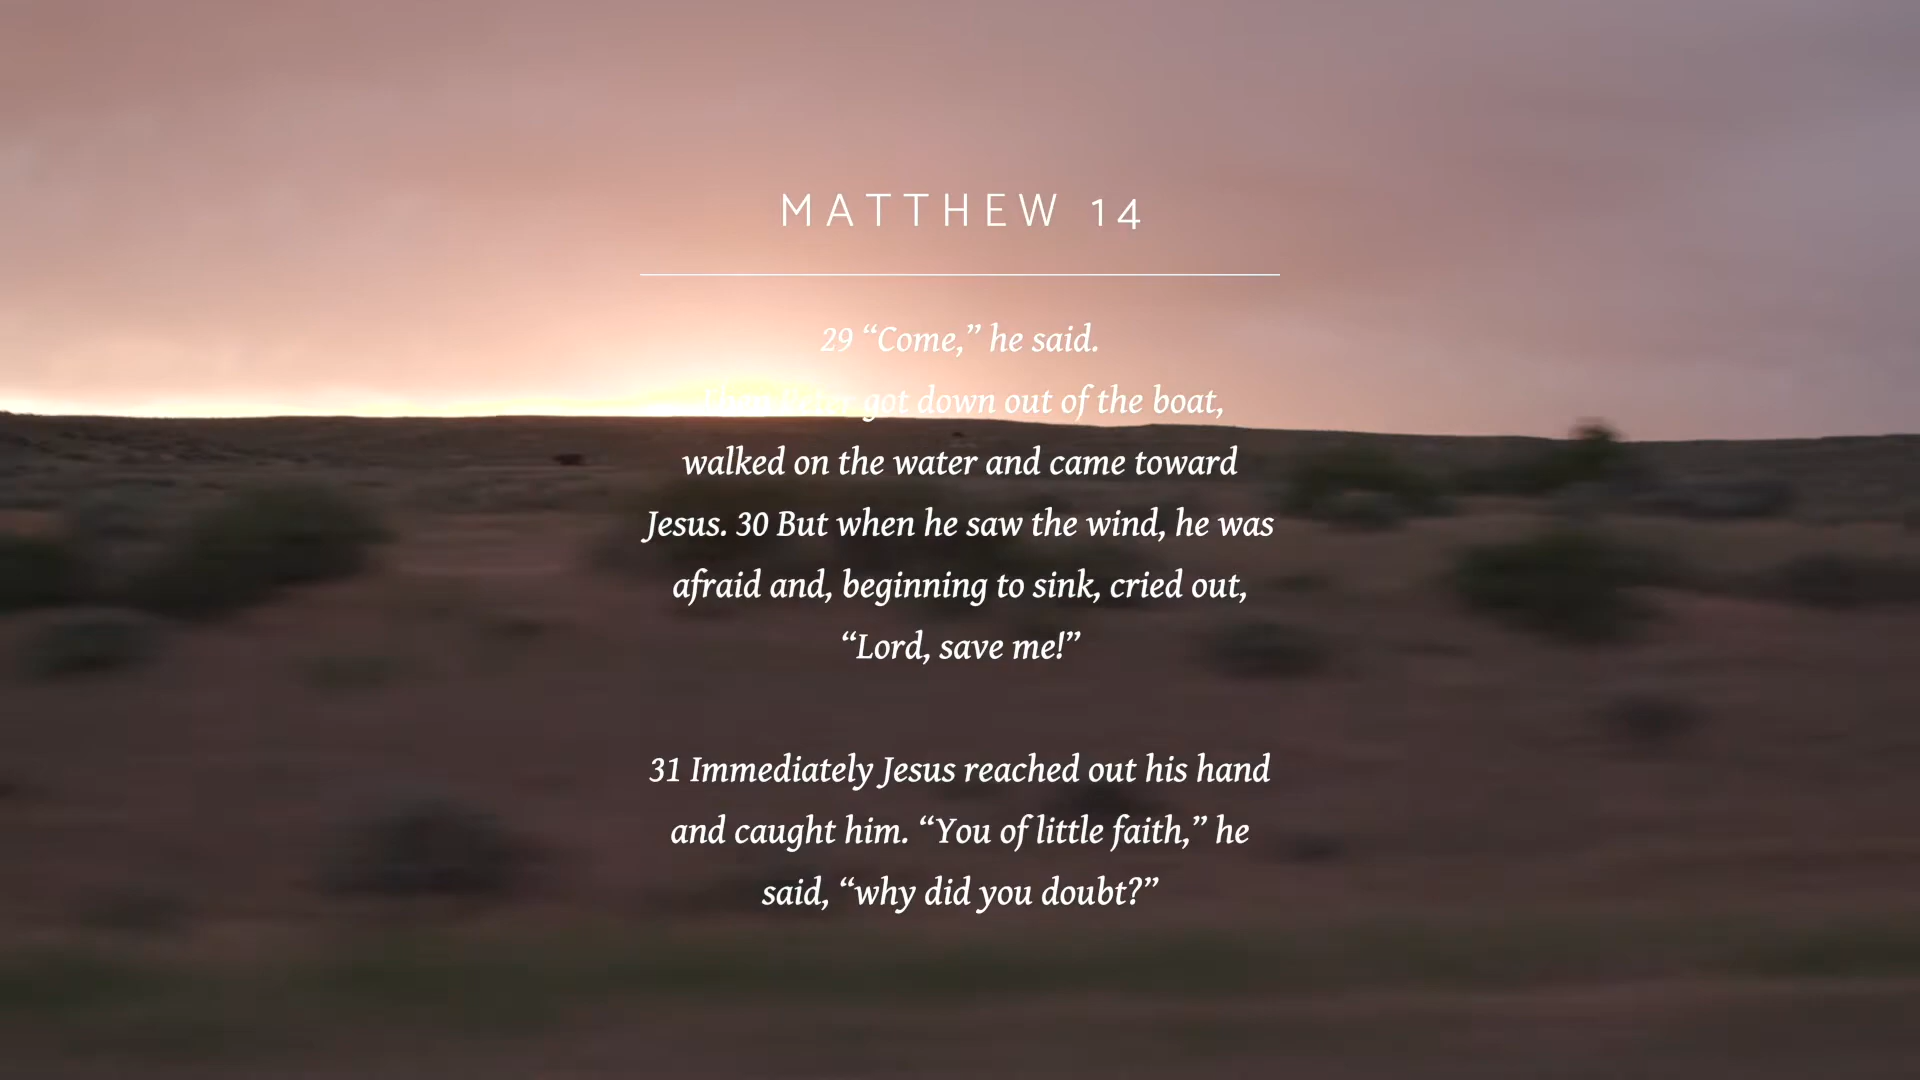 MATTHEW 14
29 “Come,” he said.
Then Peter got down out of the boat,
walked on the water and came toward
Jesus. 30 But when he saw the wind, he was
afraid and, beginning to sink, cried out,
“Lord, save me!”
31 Immediately Jesus reached out his hand
and caught him. “You of little faith,” he
said, “why did you doubt?”